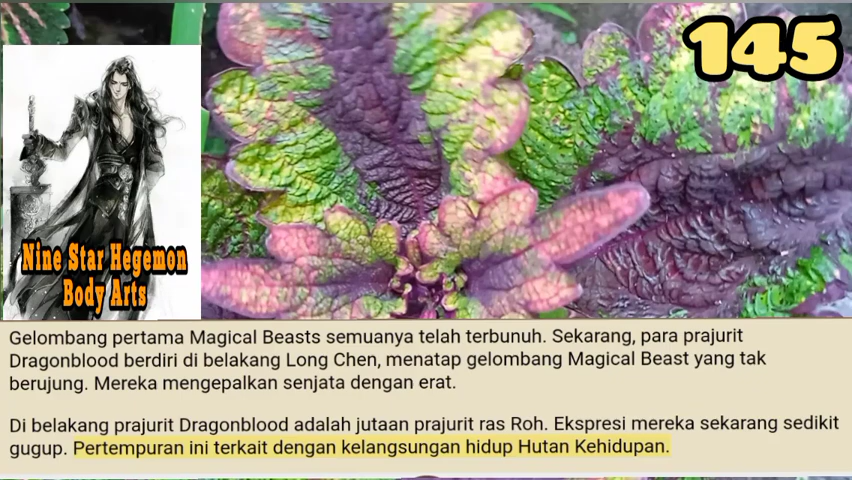 145
Nine Star Hegemon
Body Arts
Gelombang pertama Magical Beasts semuanya telah terbunuh. Sekarang, para prajurit
Dragonblood berdiri di belakang Long Chen, menatap gelombang Magical Beast yang tak
berujung. Mereka mengepalkan senjata dengan erat.
Di belakang prajurit Dragonblood adalah jutaan prajurit ras Roh. Ekspresi mereka sekarang sedikit
gugup. Pertempuran ini terkait dengan kelangsungan hidup Hutan Kehidupan.